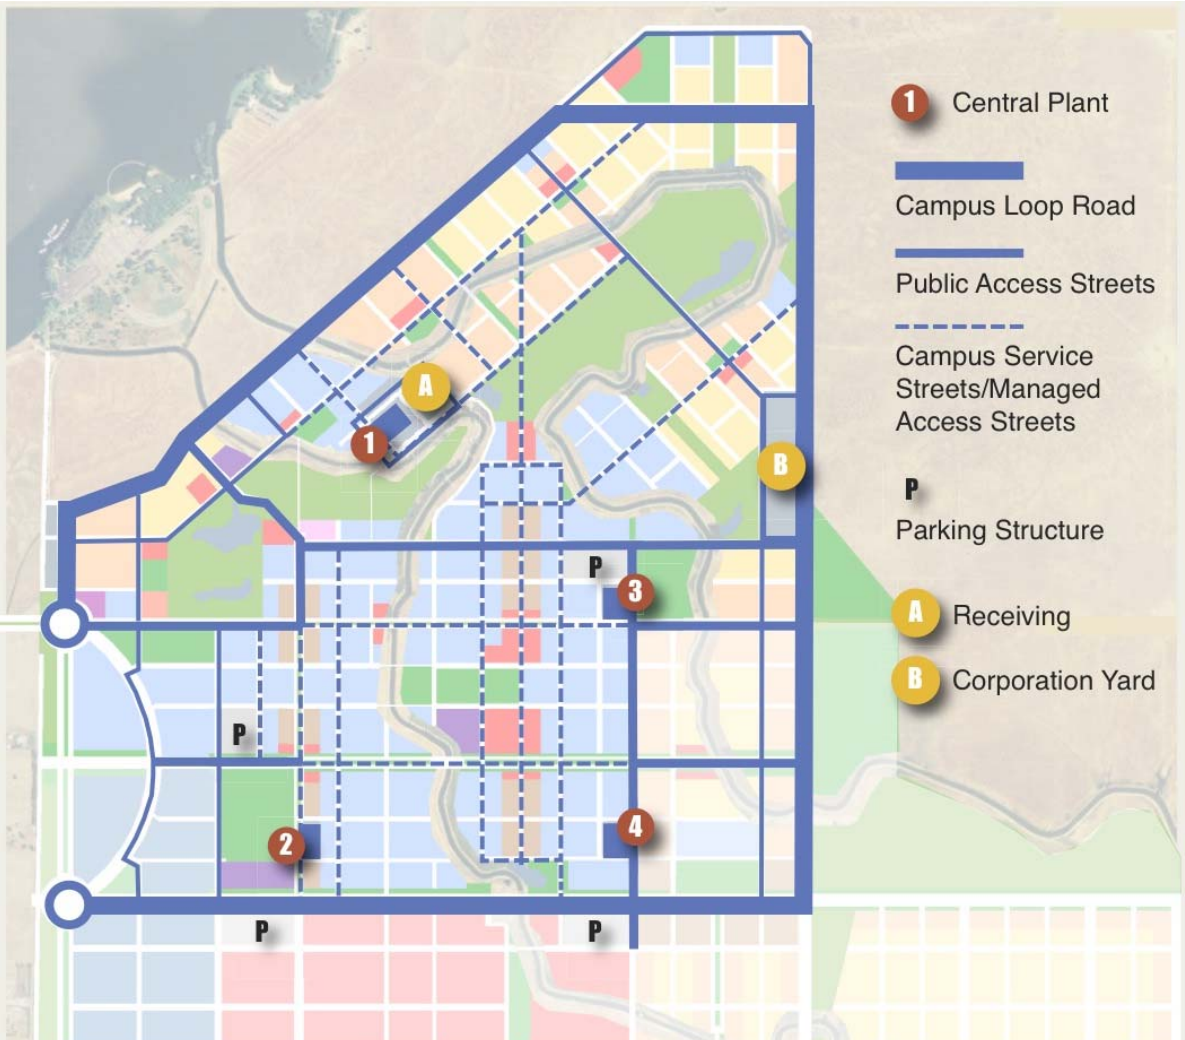 1 Central Plant
Campus Loop Road
Public Access Streets
Campus Service
Streets/Managed
Access Streets
P
Parking Structure
A Receiving
B Corporation Yard
A
1
B
P
3
P
2
4
P
P